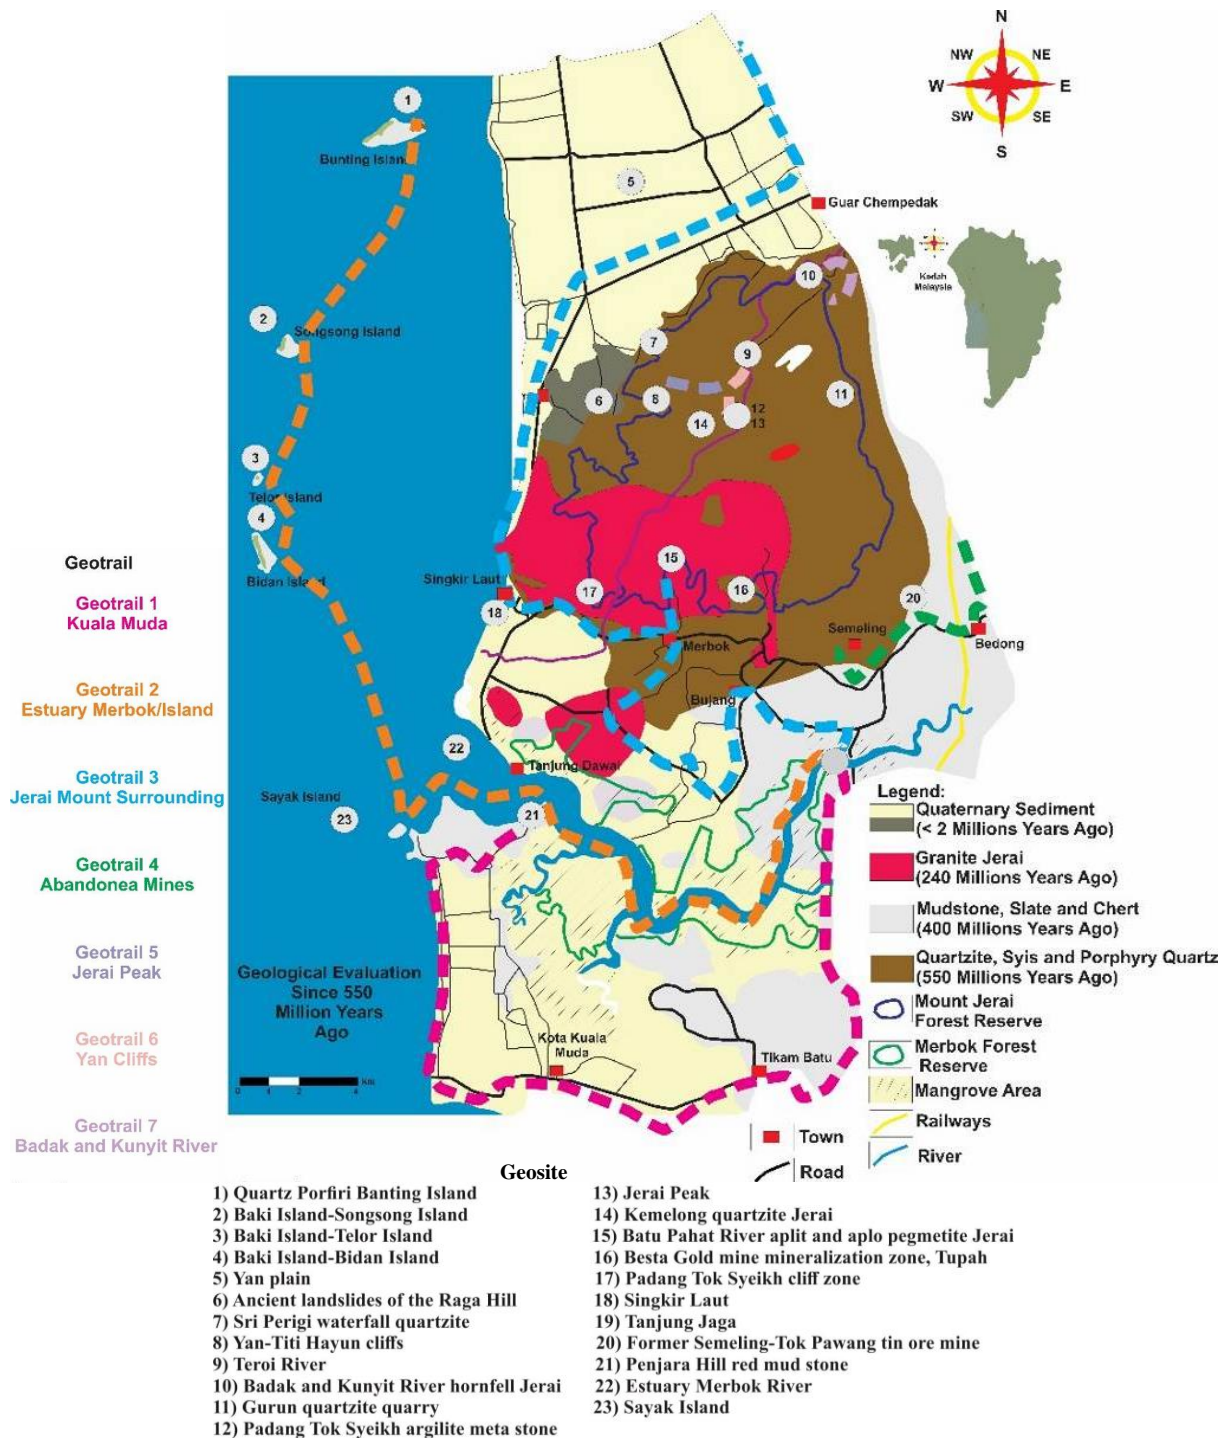 N
NW
NE
W
E
SW
SE
S
1
Bunting Island
5
Guar Chempedak
Kedah
Malaysia
10
2
Songsong Island
7
9
6
8
11
12
13
14
3
Telor Island
4
Bidan Island
Singkir Laut
15
17
16
18
20
Semeling
Bedong
Merbok
Bujang
22
Tanjung Dawai
Sayak Island
23
21
Geological Evaluation
Since 550
Million Years
Ago
0
4
2
4
Km
Kota Kuala
Muda
Tikam Batu
Geotrail
Geotrail 1
Kuala Muda
Geotrail 2
Estuary Merbok/Island
Geotrail 3
Jerai Mount Surrounding
Geotrail 4
Abandonea Mines
Geotrail 5
Jerai Peak
Geotrail 6
Yan Cliffs
Geotrail 7
Badak and Kunyit River
Legend:
Quaternary Sediment
(< 2 Millions Years Ago)
Granite Jerai
(240 Millions Years Ago)
Mudstone, Slate and Chert
(400 Millions Years Ago)
Quartzite, Syis and Porphyry Quartz
(550 Millions Years Ago)
Mount Jerai
Forest Reserve
Merbok Forest
Reserve
Mangrove Area
Railways
River
Town
Road
Geosite
1) Quartz Porfiri Banting Island
2) Baki Island-Songsong Island
3) Baki Island-Telor Island
4) Baki Island-Bidan Island
5) Yan plain
6) Ancient landslides of the Raga Hill
7) Sri Perigi waterfall quartzite
8) Yan-Titi Hayun cliffs
9) Teroi River
10) Badak and Kunyit River hornfell Jerai
11) Gurun quartzite quarry
12) Padang Tok Syeikh argilite meta stone
13) Jerai Peak
14) Kemelong quartzite Jerai
15) Batu Pahat River aplit and aplo pegmetite Jerai
16) Besta Gold mine mineralization zone, Tupah
17) Padang Tok Syeikh cliff zone
18) Singkir Laut
19) Tanjung Jaga
20) Former Semeling-Tok Pawang tin ore mine
21) Penjara Hill red mud stone
22) Estuary Merbok River
23) Sayak Island